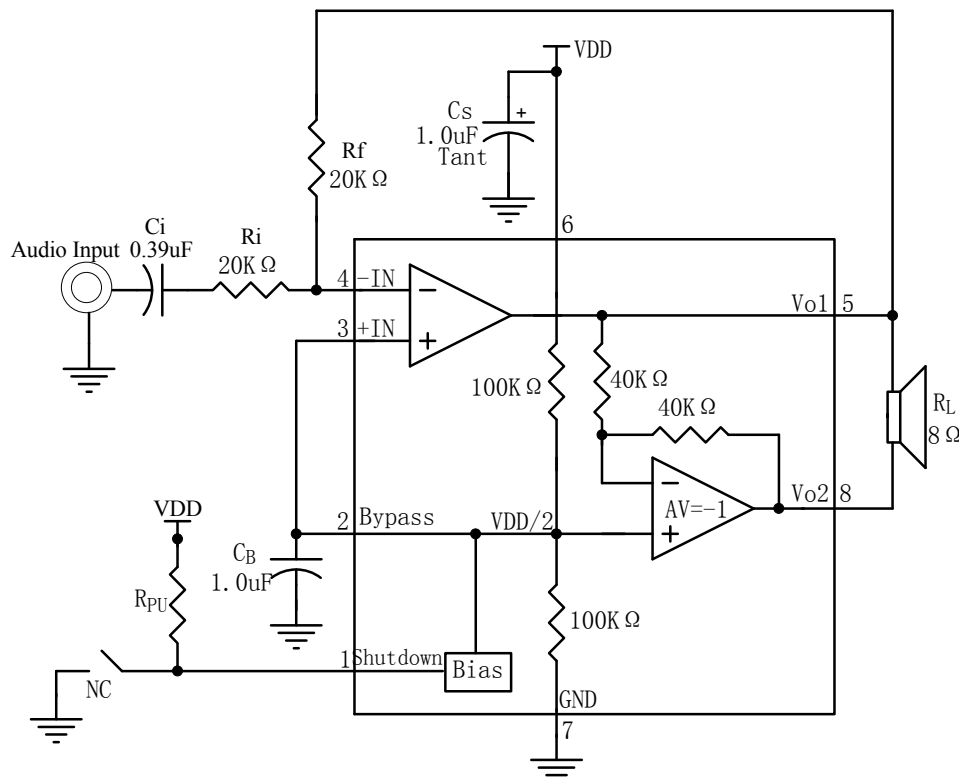 VDD
Cs
1.0uF
Tant
Rf
20KΩ
6
Ci
0.39uF
Audio Input
Ri
20KΩ
4 -IN
3 +IN
Vo1 5
100KΩ
40KΩ
40KΩ
RL
8Ω
Vo2 8
AV=-1
VDD
2 Bypass
VDD/2
CB
1.0uF
RPU
100KΩ
1 Shutdown
Bias
NC
GND
7